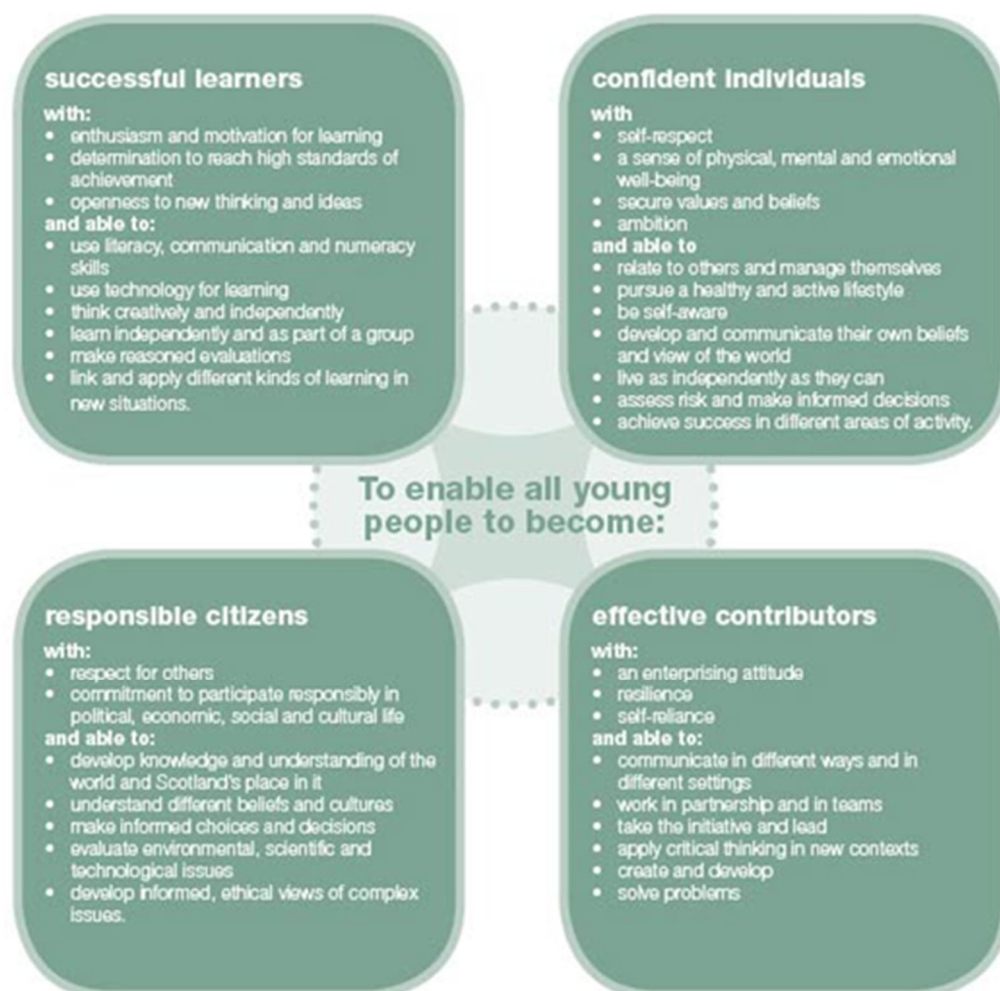 successful learners
with:
• enthusiasm and motivation for learning
• determination to reach high standards of
achievement
• openness to new thinking and ideas
and able to:
• use literacy, communication and numeracy
skills
• use technology for learning
• think creatively and independently
• learn independently and as part of a group
• make reasoned evaluations
• link and apply different kinds of learning in
new situations.
confident individuals
with
• self-respect
• a sense of physical, mental and emotional
well-being
• secure values and beliefs
• ambition
and able to
• relate to others and manage themselves
• pursue a healthy and active lifestyle
• be self-aware
• develop and communicate their own beliefs
and view of the world
• live as independently as they can
• assess risk and make informed decisions
• achieve success in different areas of activity.
To enable all young
people to become:
responsible citizens
with:
• respect for others
• commitment to participate responsibly in
political, economic, social and cultural life
and able to:
• develop knowledge and understanding of the
world and Scotland's place in it
• understand different beliefs and cultures
• make informed choices and decisions
• evaluate environmental, scientific and
technological issues
• develop informed, ethical views of complex
issues.
effective contributors
with:
• an enterprising attitude
• resilience
• self-reliance
and able to:
• communicate in different ways and in
different settings
• work in partnership and in teams
• take the initiative and lead
• apply critical thinking in new contexts
• create and develop
• solve problems